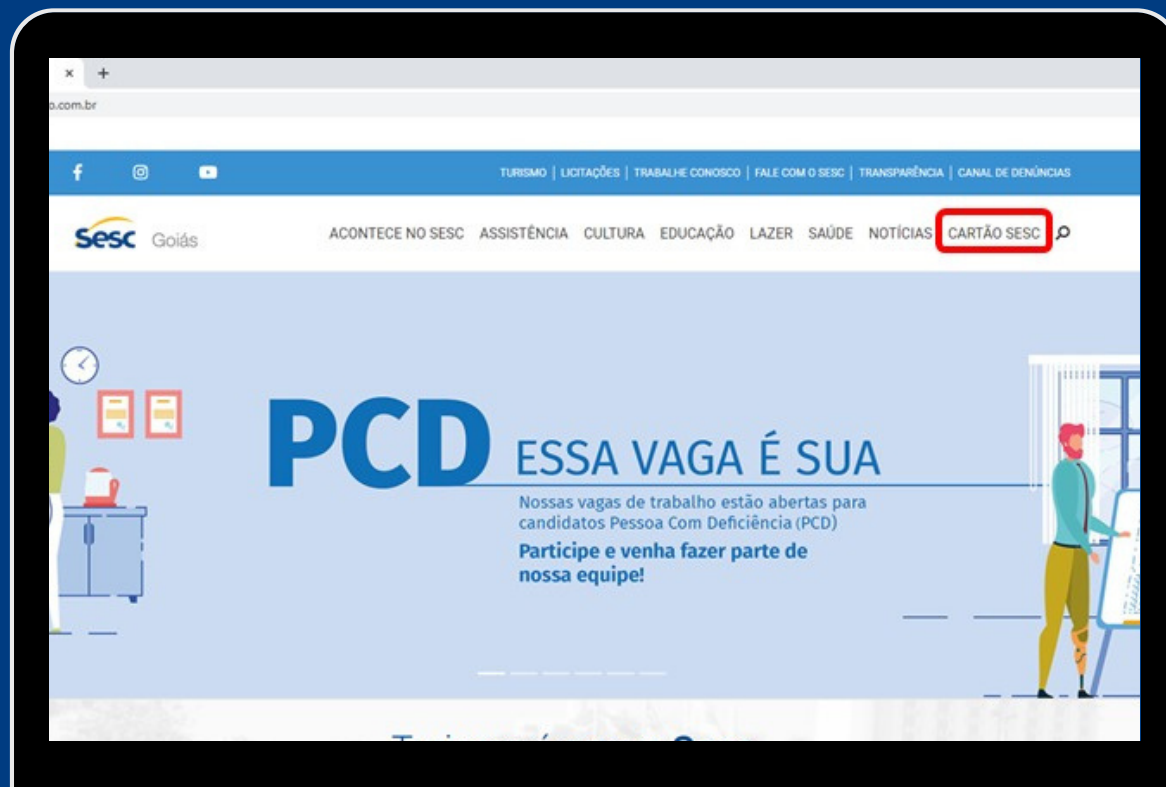 × +
o.com.br
TURISMO | LICITAÇÕES | TRABALHE CONOSCO | FALE COM O SESC | TRANSPARÊNCIA | CANAL DE DENÚNCIAS
Sesc Goiás ACONTECE NO SESC ASSISTÊNCIA CULTURA EDUCAÇÃO LAZER SAÚDE NOTÍCIAS CARTÃO SESC
PCD ESSA VAGA É SUA
Nossas vagas de trabalho estão abertas para
candidatos Pessoa Com Deficiência (PCD)
Participe e venha fazer parte de
nossa equipe!